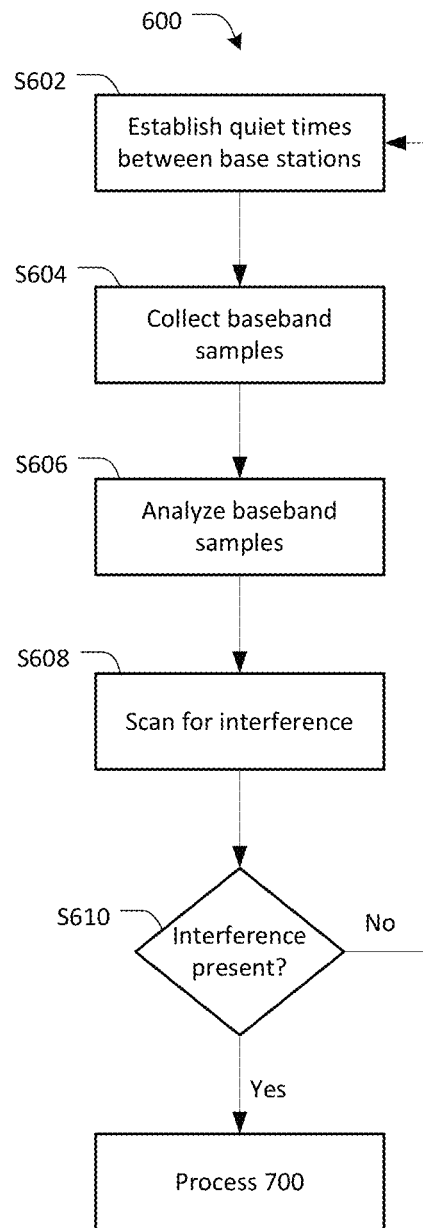 600
S602
Establish quiet times
between base stations
S604
Collect baseband
samples
S606
Analyze baseband
samples
S608
Scan for interference
S610
Interference
present?
No
Yes
Process 700